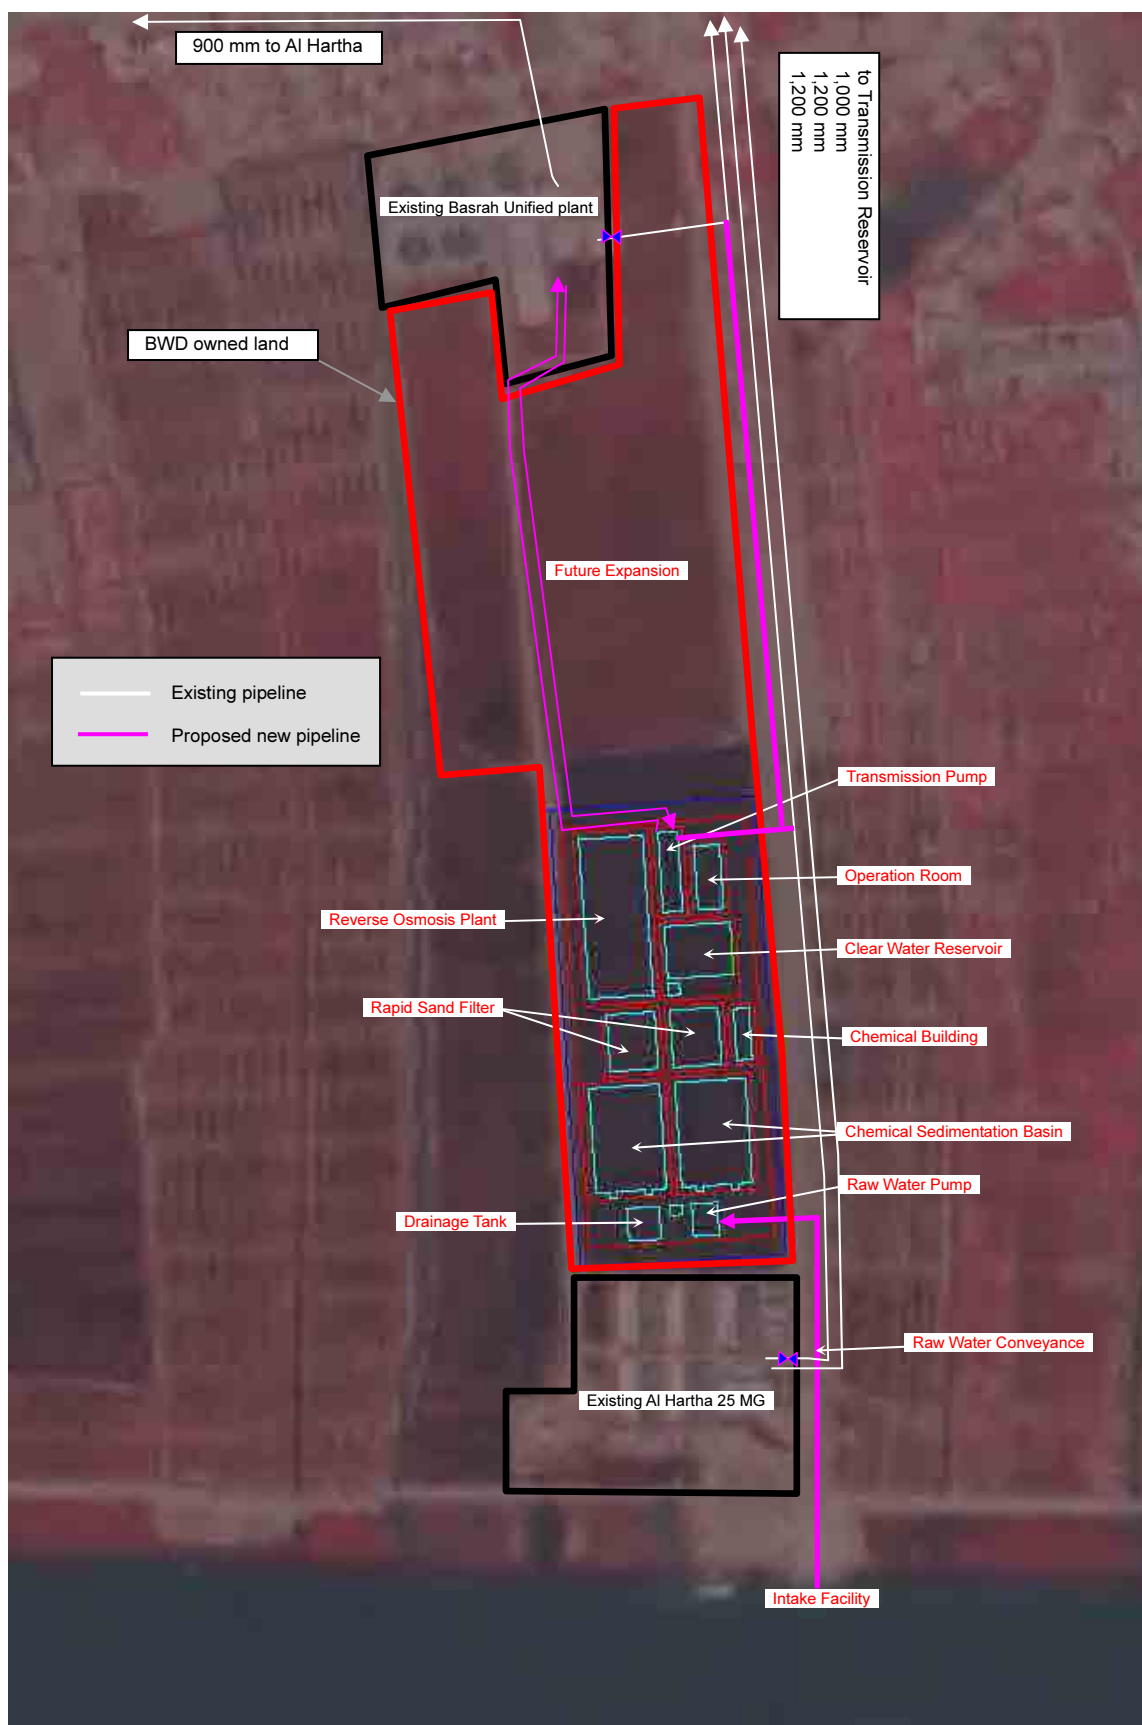 900 mm to Al Hartha
to Transmission Reservoir
1,000 mm
1,200 mm
1,200 mm
Existing Basrah Unified plant
BWD owned land
Future Expansion
Existing pipeline
Proposed new pipeline
Transmission Pump
Operation Room
Reverse Osmosis Plant
Clear Water Reservoir
Rapid Sand Filter
Chemical Building
Chemical Sedimentation Basin
Raw Water Pump
Drainage Tank
Raw Water Conveyance
Existing Al Hartha 25 MG
Intake Facility